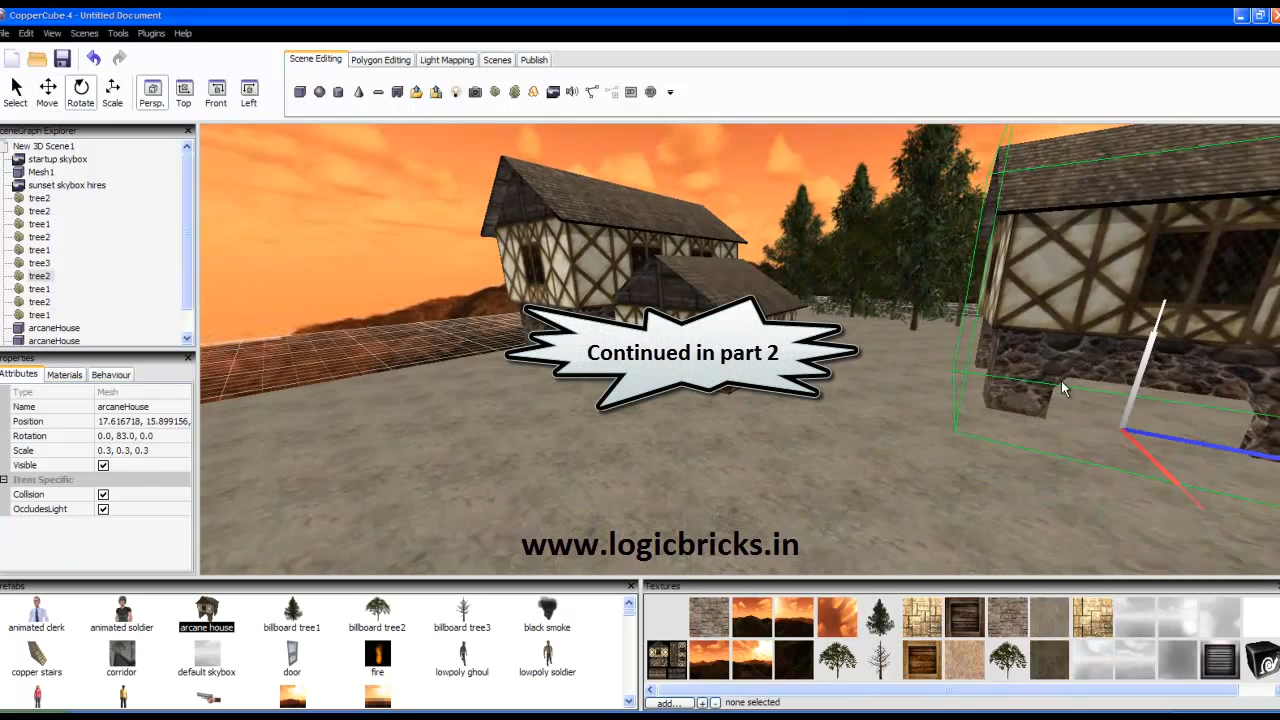 CopperCube 4 - Untitled Document
File Edit View Scenes Tools Plugins Help
Scene Editing Polygon Editing Light Mapping Scenes Publish
Select Move Rotate Scale Persp. Top Front Left
SceneGraph Explorer
New 3D Scene1
startup skybox
Mesh1
sunset skybox hires
tree2
tree2
tree1
tree2
tree1
tree3
tree2
tree1
tree2
tree1
arcaneHouse
arcaneHouse
Properties
Attributes Materials Behaviour
Type Mesh
Name arcaneHouse
Position 17.616718, 15.899156,
Rotation 0.0, 83.0, 0.0
Scale 0.3, 0.3, 0.3
Visible
Item Specific
Collision
OccludesLight
Continued in part 2
www.logicbricks.in
Prefabs
animated clerk animated soldier arcane house billboard tree1 billboard tree2 billboard tree3 black smoke
copper stairs corridor default skybox door fire lowpoly ghoul lowpoly soldier
Textures
add... + - none selected